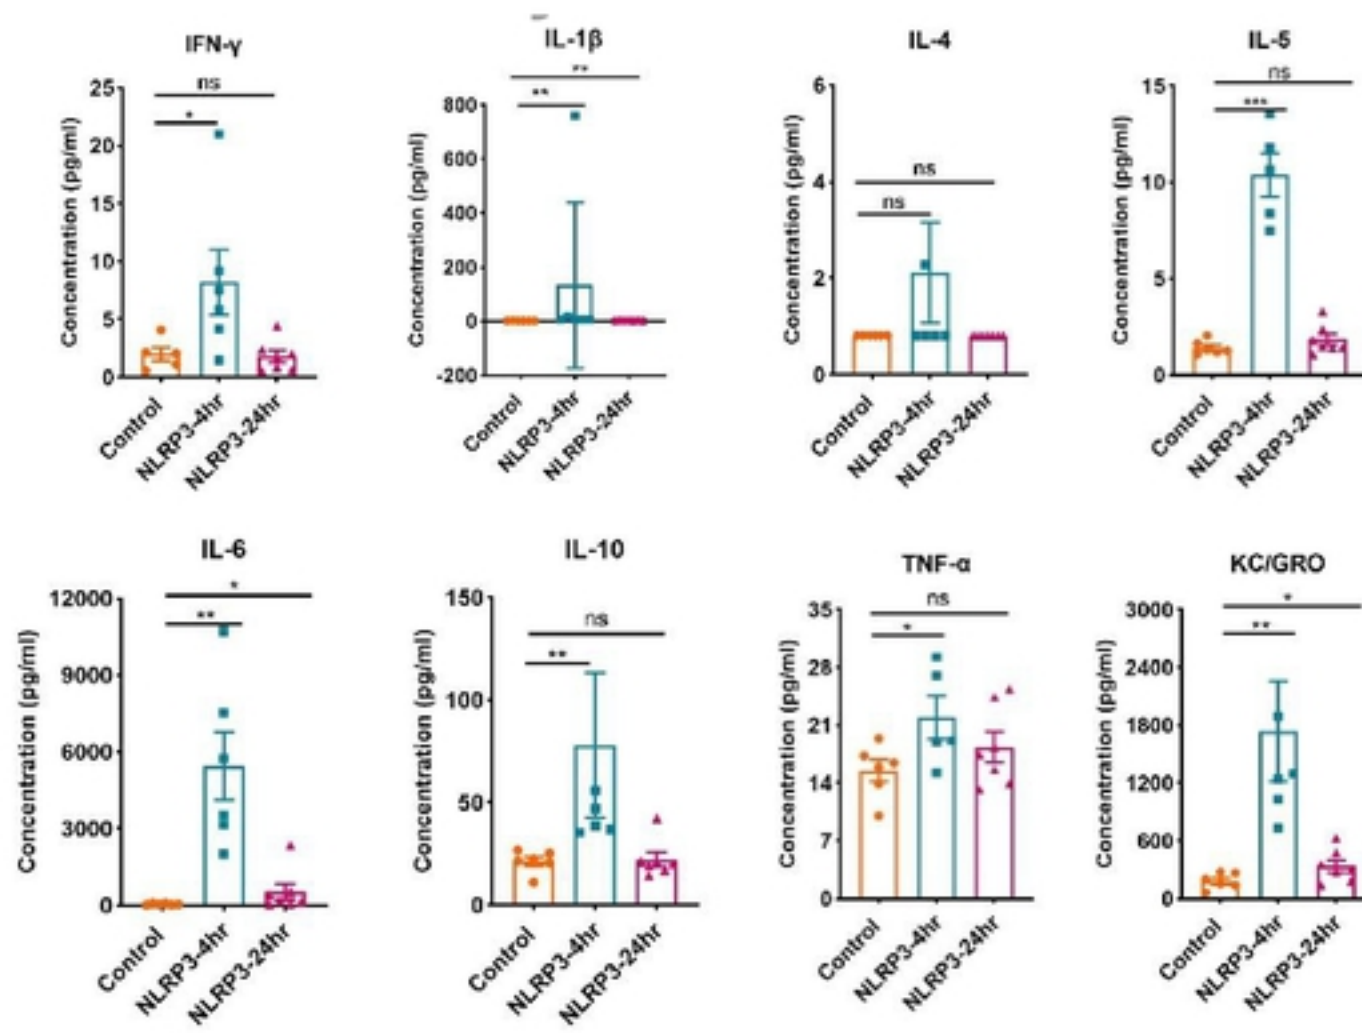 IFN-γ
ns
*
Concentration (pg/ml)
25
20
15
10
5
0
Control
NLRP3-4hr
NLRP3-24hr
IL-1β
**
**
Concentration (pg/ml)
800
600
400
200
0
-200
Control
NLRP3-4hr
NLRP3-24hr
IL-4
ns
ns
Concentration (pg/ml)
6
4
2
0
Control
NLRP3-4hr
NLRP3-24hr
IL-5
ns
***
Concentration (pg/ml)
15
10
5
0
Control
NLRP3-4hr
NLRP3-24hr
IL-6
*
**
Concentration (pg/ml)
12000
9000
6000
3000
0
Control
NLRP3-4hr
NLRP3-24hr
IL-10
ns
**
Concentration (pg/ml)
150
100
50
0
Control
NLRP3-4hr
NLRP3-24hr
TNF-α
ns
*
Concentration (pg/ml)
35
28
21
14
7
0
Control
NLRP3-4hr
NLRP3-24hr
KC/GRO
*
**
Concentration (pg/ml)
3000
2400
1800
1200
600
0
Control
NLRP3-4hr
NLRP3-24hr